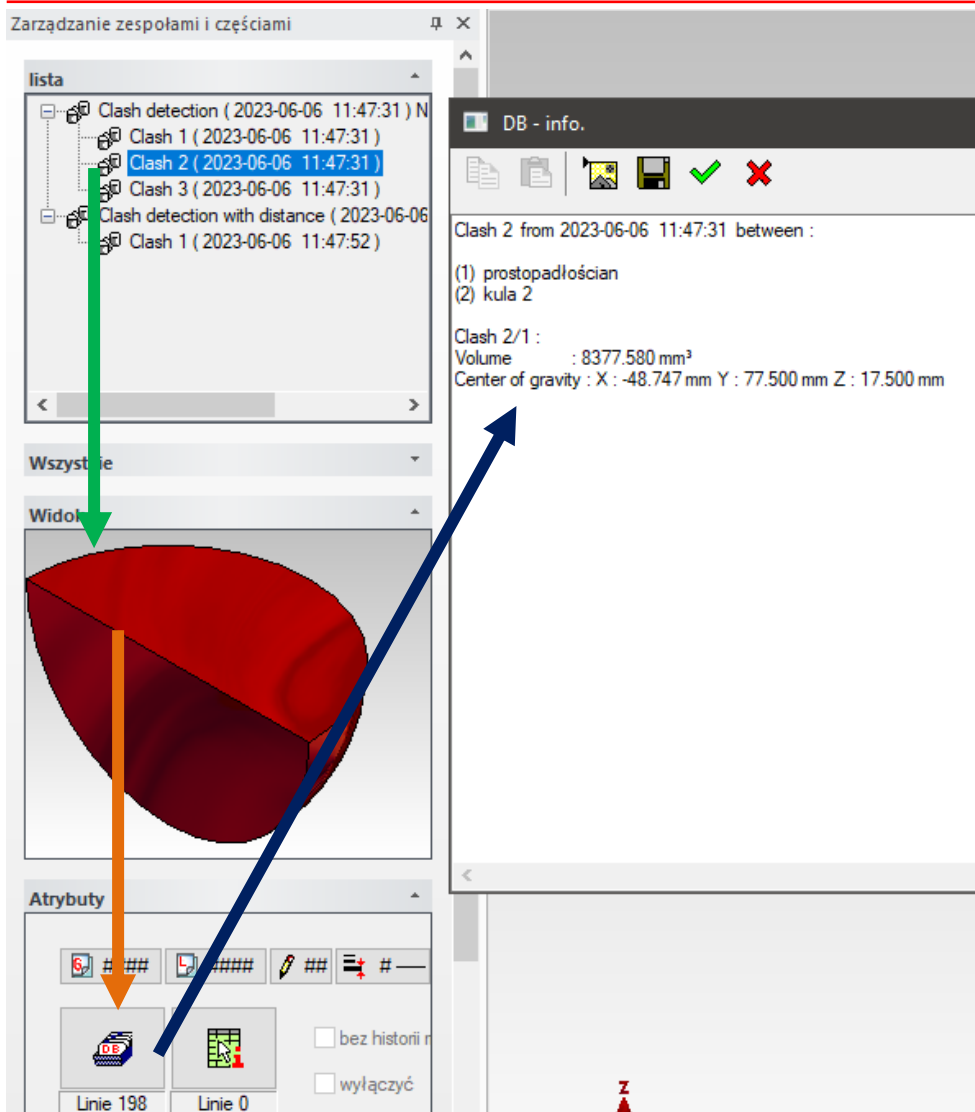 Zarządzanie zespołami i częściami
lista
Clash detection ( 2023-06-06 11:47:31 ) N
Clash 1 ( 2023-06-06 11:47:31 )
Clash 2 ( 2023-06-06 11:47:31 )
Clash 3 ( 2023-06-06 11:47:31 )
Clash detection with distance ( 2023-06-06
Clash 1 ( 2023-06-06 11:47:52 )
Wszystkie
Widok
Atrybuty
G ####
L ####
##
#
DB
bez historii r
wyłączyć
Linie 198
Linie 0
DB - info.
Clash 2 from 2023-06-06 11:47:31 between :
(1) prostopadłościan
(2) kula 2
Clash 2/1 :
Volume : 8377.580 mm³
Center of gravity : X : -48.747 mm Y : 77.500 mm Z : 17.500 mm
Z